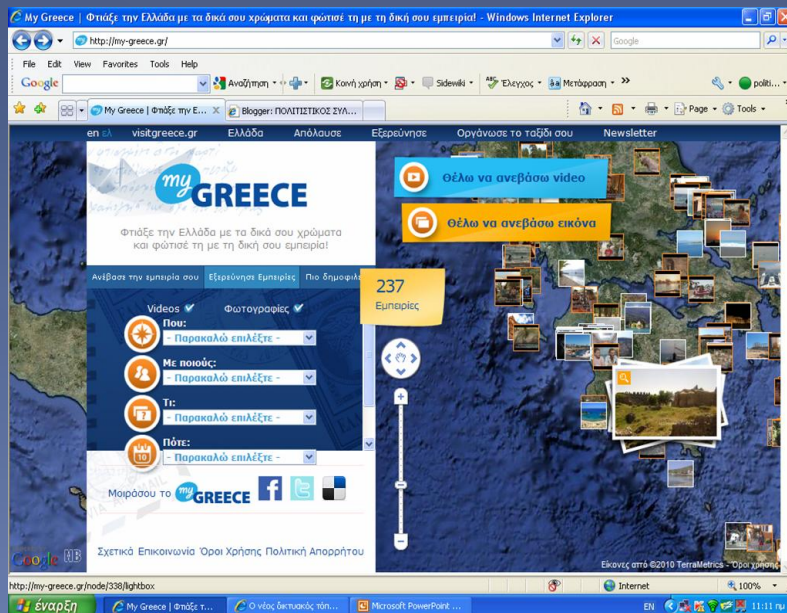 My Greece | Φτιάξε την Ελλάδα με τα δικά σου χρώματα και φώτισέ τη με τη δική σου εμπειρία! - Windows Internet Explorer
http://my-greece.gr/
Google
File Edit View Favorites Tools Help
Google Αναζήτηση Κοινή χρήση Sidewiki Έλεγχος Μετάφραση politi...
My Greece | Φτιάξε την Ε... Blogger: ΠΟΛΙΤΙΣΤΙΚΟΣ ΣΥΛ... Page Tools
en ελ visitgreece.gr Ελλάδα Απόλαυσε Εξερεύνησε Οργάνωσε το ταξίδι σου Newsletter
my GREECE
Φτιάξε την Ελλάδα με τα δικά σου χρώματα
και φώτισέ τη με τη δική σου εμπειρία!
Θέλω να ανεβάσω video
Θέλω να ανεβάσω εικόνα
Ανέβασε την εμπειρία σου Εξερεύνησε Εμπειρίες Πιο δημοφιλ
237
Εμπειρίες
Videos Φωτογραφίες
Που:
- Παρακαλώ επιλέξτε -
Με ποιούς:
- Παρακαλώ επιλέξτε -
Τι:
- Παρακαλώ επιλέξτε -
Πότε:
- Παρακαλώ επιλέξτε -
Μοιράσου το my GREECE
Σχετικά Επικοινωνία Όροι Χρήσης Πολιτική Απορρήτου
Google
Εικόνες από ©2010 TerraMetrics - Όροι χρήσης
http://my-greece.gr/node/338/lightbox Internet 100%
έναρξη My Greece | Φτιάξε τ... Ο νέος δικτυακός τόπ... Microsoft PowerPoint ... EN 11:11 πμ